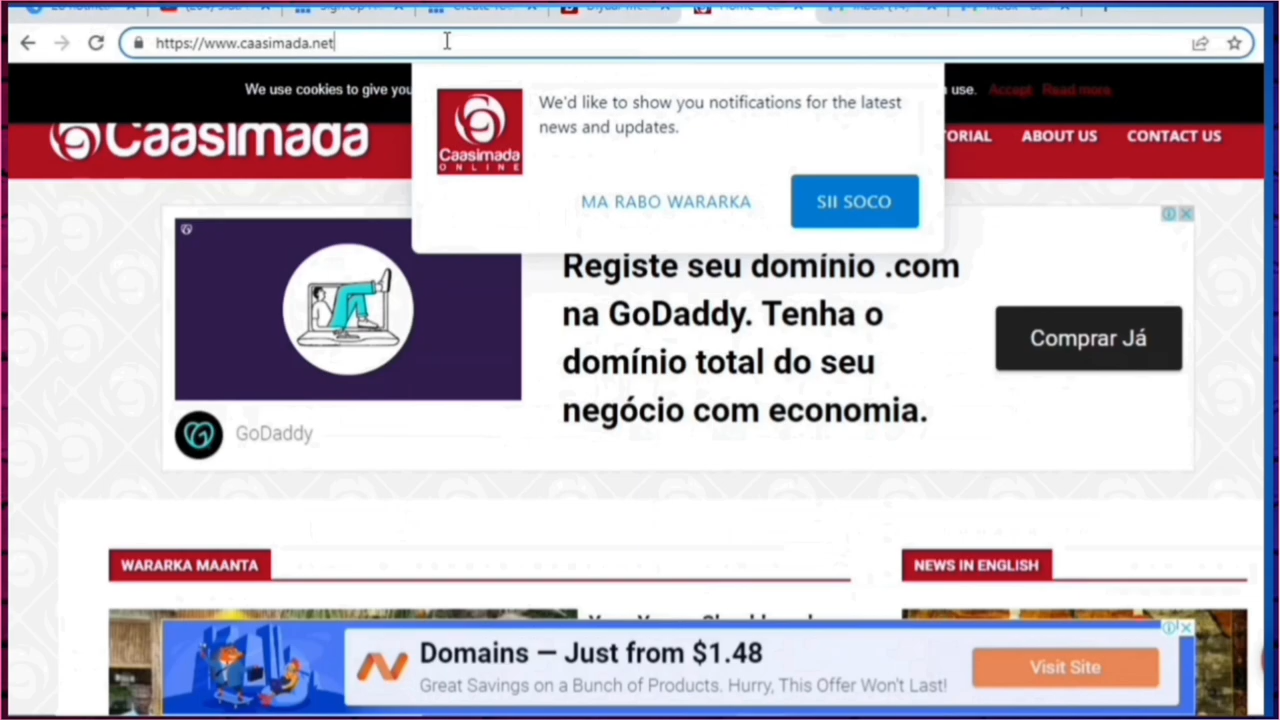 https://www.caasimada.net
We use cookies to give you
use.
Accept
Read more.
Caasimada
ABOUT US
CONTACT US
Caasimada
ONLINE
We'd like to show you notifications for the latest
news and updates.
MA RABO WARARKA
SII SOCO
Registe seu domínio .com
na GoDaddy. Tenha o
domínio total do seu
negócio com economia.
Comprar Já
GoDaddy
WARARKA MAANTA
NEWS IN ENGLISH
Domains — Just from $1.48
Great Savings on a Bunch of Products. Hurry, This Offer Won't Last!
Visit Site